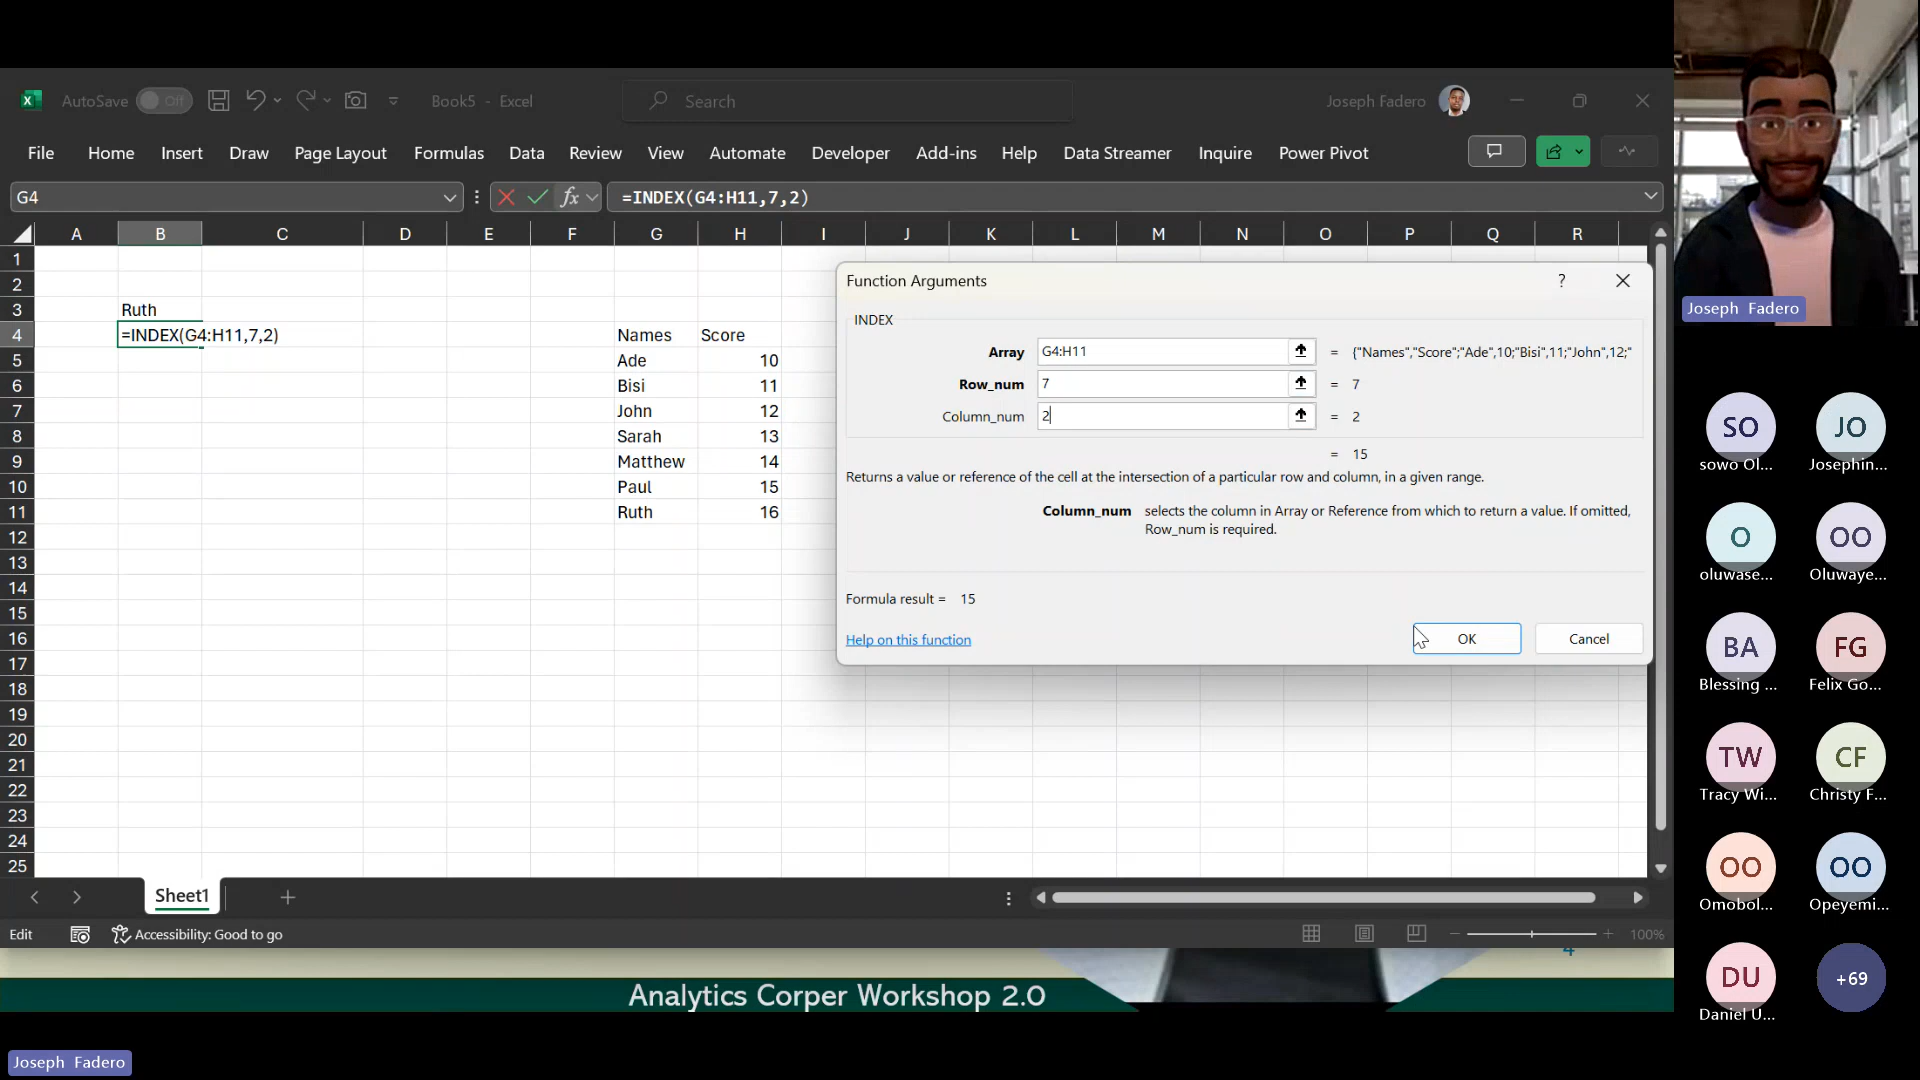 AutoSave Off Book5 - Excel Search Joseph Fadero
File Home Insert Draw Page Layout Formulas Data Review View Automate Developer Add-ins Help Data Streamer Inquire Power Pivot
G4 fx =INDEX(G4:H11,7,2)
A B C D E F G H I J K L M N O P Q R
1
2
3 Ruth
4 =INDEX(G4:H11,7,2) Names Score
5 Ade 10
6 Bisi 11
7 John 12
8 Sarah 13
9 Matthew 14
10 Paul 15
11 Ruth 16
12
13
14
15
16
17
18
19
20
21
22
23
24
25
Function Arguments ?
INDEX
Array G4:H11 = {"Names","Score";"Ade",10;"Bisi",11;"John",12;"
Row_num 7 = 7
Column_num 2 = 2
= 15
Returns a value or reference of the cell at the intersection of a particular row and column, in a given range.
Column_num selects the column in Array or Reference from which to return a value. If omitted,
Row_num is required.
Formula result = 15
Help on this function OK Cancel
Sheet1
Edit Accessibility: Good to go 100%
4
Analytics Corper Workshop 2.0
Joseph Fadero
Joseph Fadero
SO JO
sowo Ol... Josephin...
O OO
oluwase... Oluwaye...
BA FG
Blessing ... Felix Go...
TW CF
Tracy Wi... Christy F...
OO OO
Omobol... Opeyemi...
DU +69
Daniel U...